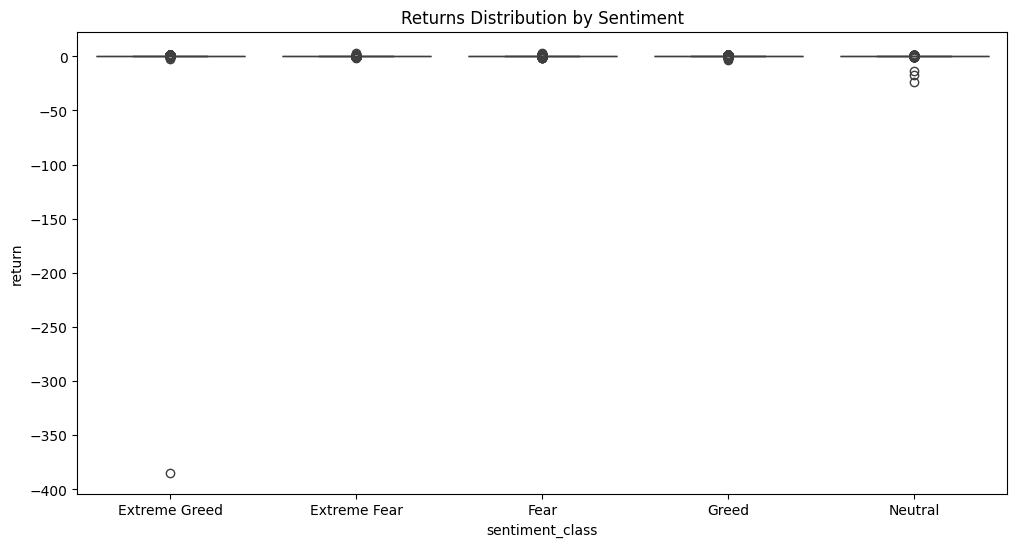 Returns Distribution by Sentiment
return
0
−50
−100
−150
−200
−250
−300
−350
−400
Extreme Greed
Extreme Fear
Fear
Greed
Neutral
sentiment_class